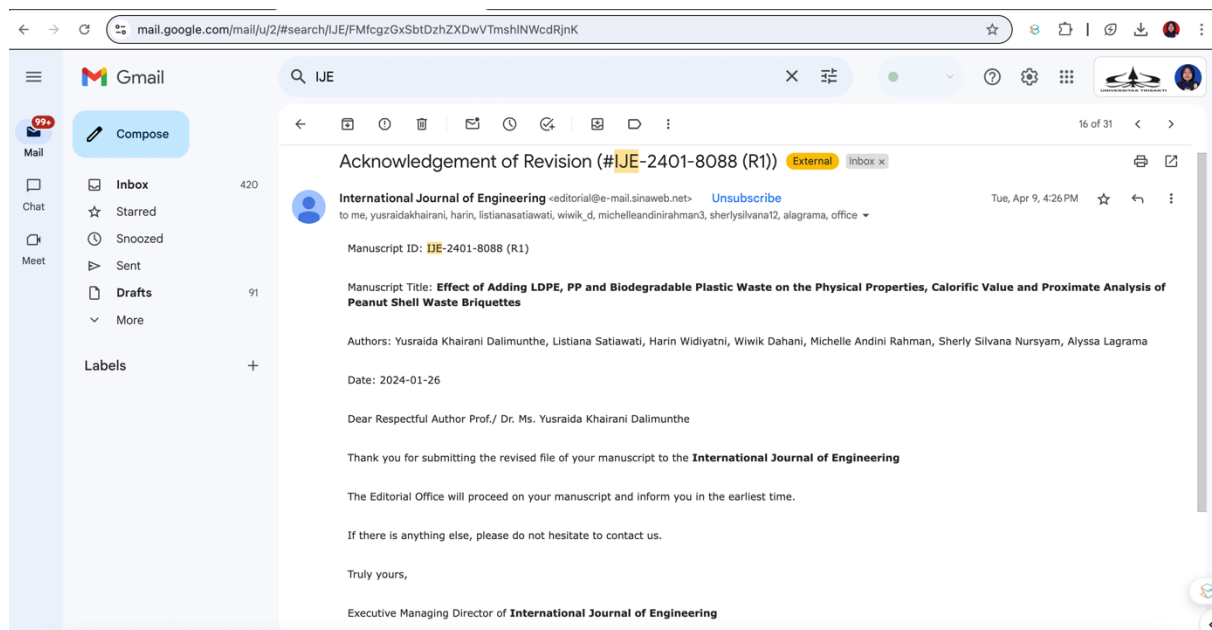 mail.google.com/mail/u/2/#search/IJE/FMfcgzGxSbtDzhZXDwVTmshlNWcdRjnK
Gmail
IJE
UNIVERSITAS TRISAKTI
99+
Mail
Chat
Meet
Compose
Inbox 420
Starred
Snoozed
Sent
Drafts 91
More
Labels
16 of 31
Acknowledgement of Revision (#IJE-2401-8088 (R1)) External Inbox x
International Journal of Engineering <editorial@e-mail.sinaweb.net> Unsubscribe Tue, Apr 9, 4:26 PM
to me, yusraidakhairani, harin, listianasatiawati, wiwik_d, michelleandinirahman3, sherlysilvana12, alagrama, office
Manuscript ID: IJE-2401-8088 (R1)
Manuscript Title: Effect of Adding LDPE, PP and Biodegradable Plastic Waste on the Physical Properties, Calorific Value and Proximate Analysis of
Peanut Shell Waste Briquettes
Authors: Yusraida Khairani Dalimunthe, Listiana Satiawati, Harin Widiyatni, Wiwik Dahani, Michelle Andini Rahman, Sherly Silvana Nursyam, Alyssa Lagrama
Date: 2024-01-26
Dear Respectful Author Prof./ Dr. Ms. Yusraida Khairani Dalimunthe
Thank you for submitting the revised file of your manuscript to the International Journal of Engineering
The Editorial Office will proceed on your manuscript and inform you in the earliest time.
If there is anything else, please do not hesitate to contact us.
Truly yours,
Executive Managing Director of International Journal of Engineering